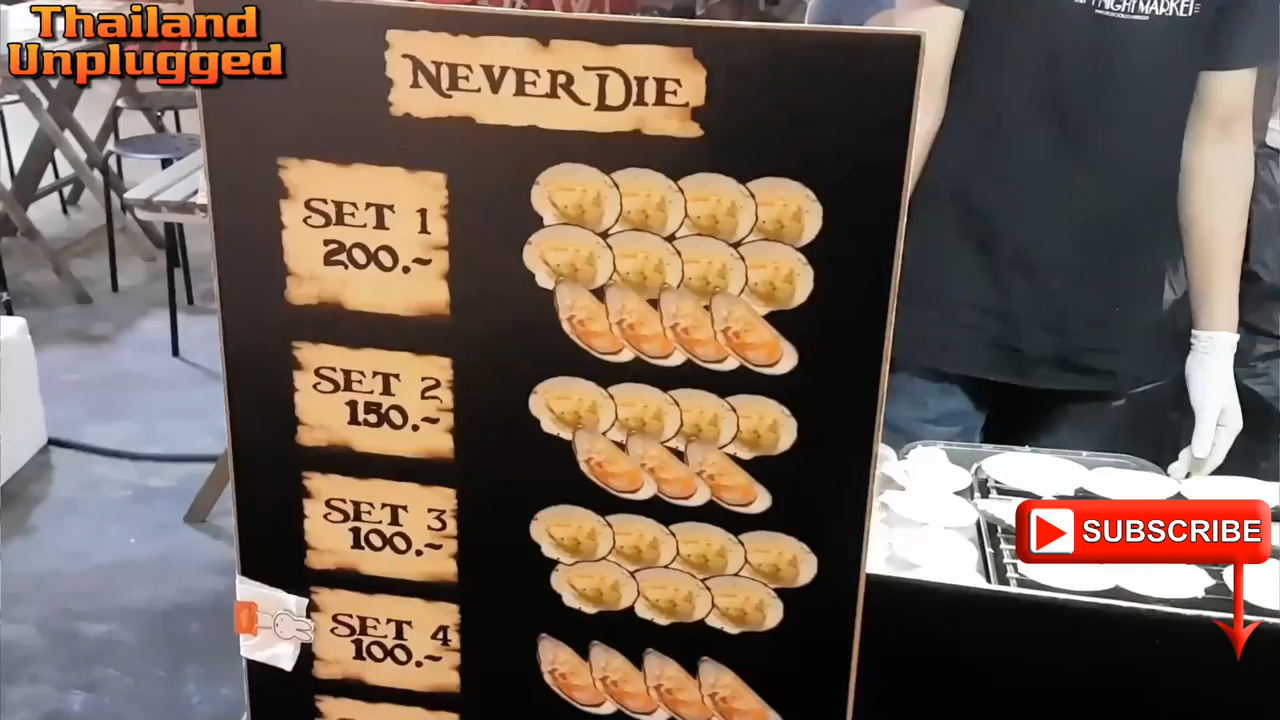 Thailand
Unplugged
NIGHT MARKET
NEVER DIE
SET 1
200.~
SET 2
150.~
SET 3
100.~
SET 4
100.~
SUBSCRIBE